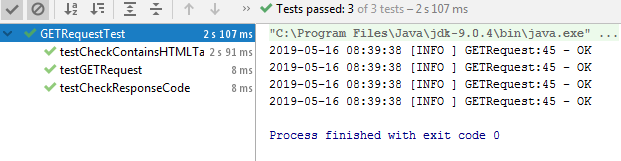 Tests passed: 3 of 3 tests – 2 s 107 ms
GETRequestTest 2 s 107 ms
testCheckContainsHTMLTa 2 s 91 ms
testGETRequest 8 ms
testCheckResponseCode 8 ms
"C:\Program Files\Java\jdk-9.0.4\bin\java.exe" ...
2019-05-16 08:39:38 [INFO ] GETRequest:45 - OK
2019-05-16 08:39:38 [INFO ] GETRequest:45 - OK
2019-05-16 08:39:38 [INFO ] GETRequest:45 - OK
2019-05-16 08:39:38 [INFO ] GETRequest:45 - OK
Process finished with exit code 0